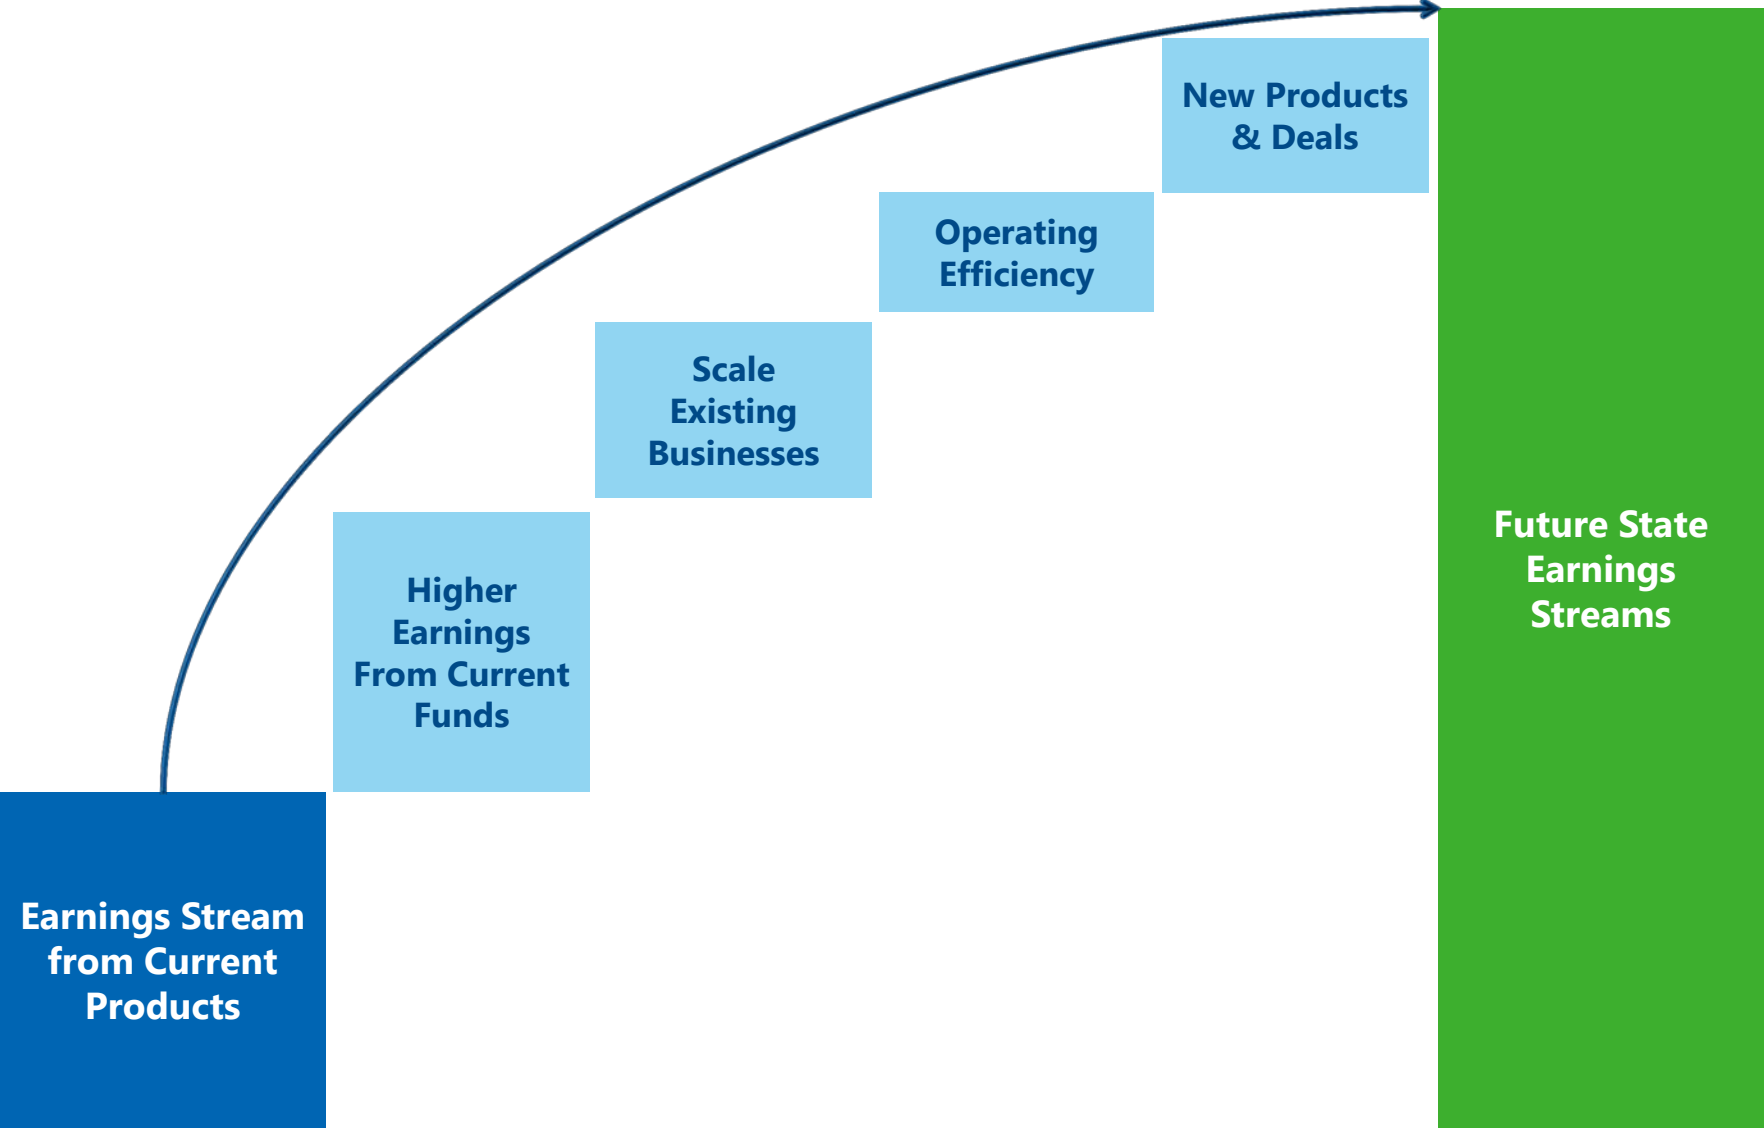 New Products
& Deals
Operating
Efficiency
Scale
Existing
Businesses
Higher
Earnings
From Current
Funds
Future State
Earnings
Streams
Earnings Stream
from Current
Products